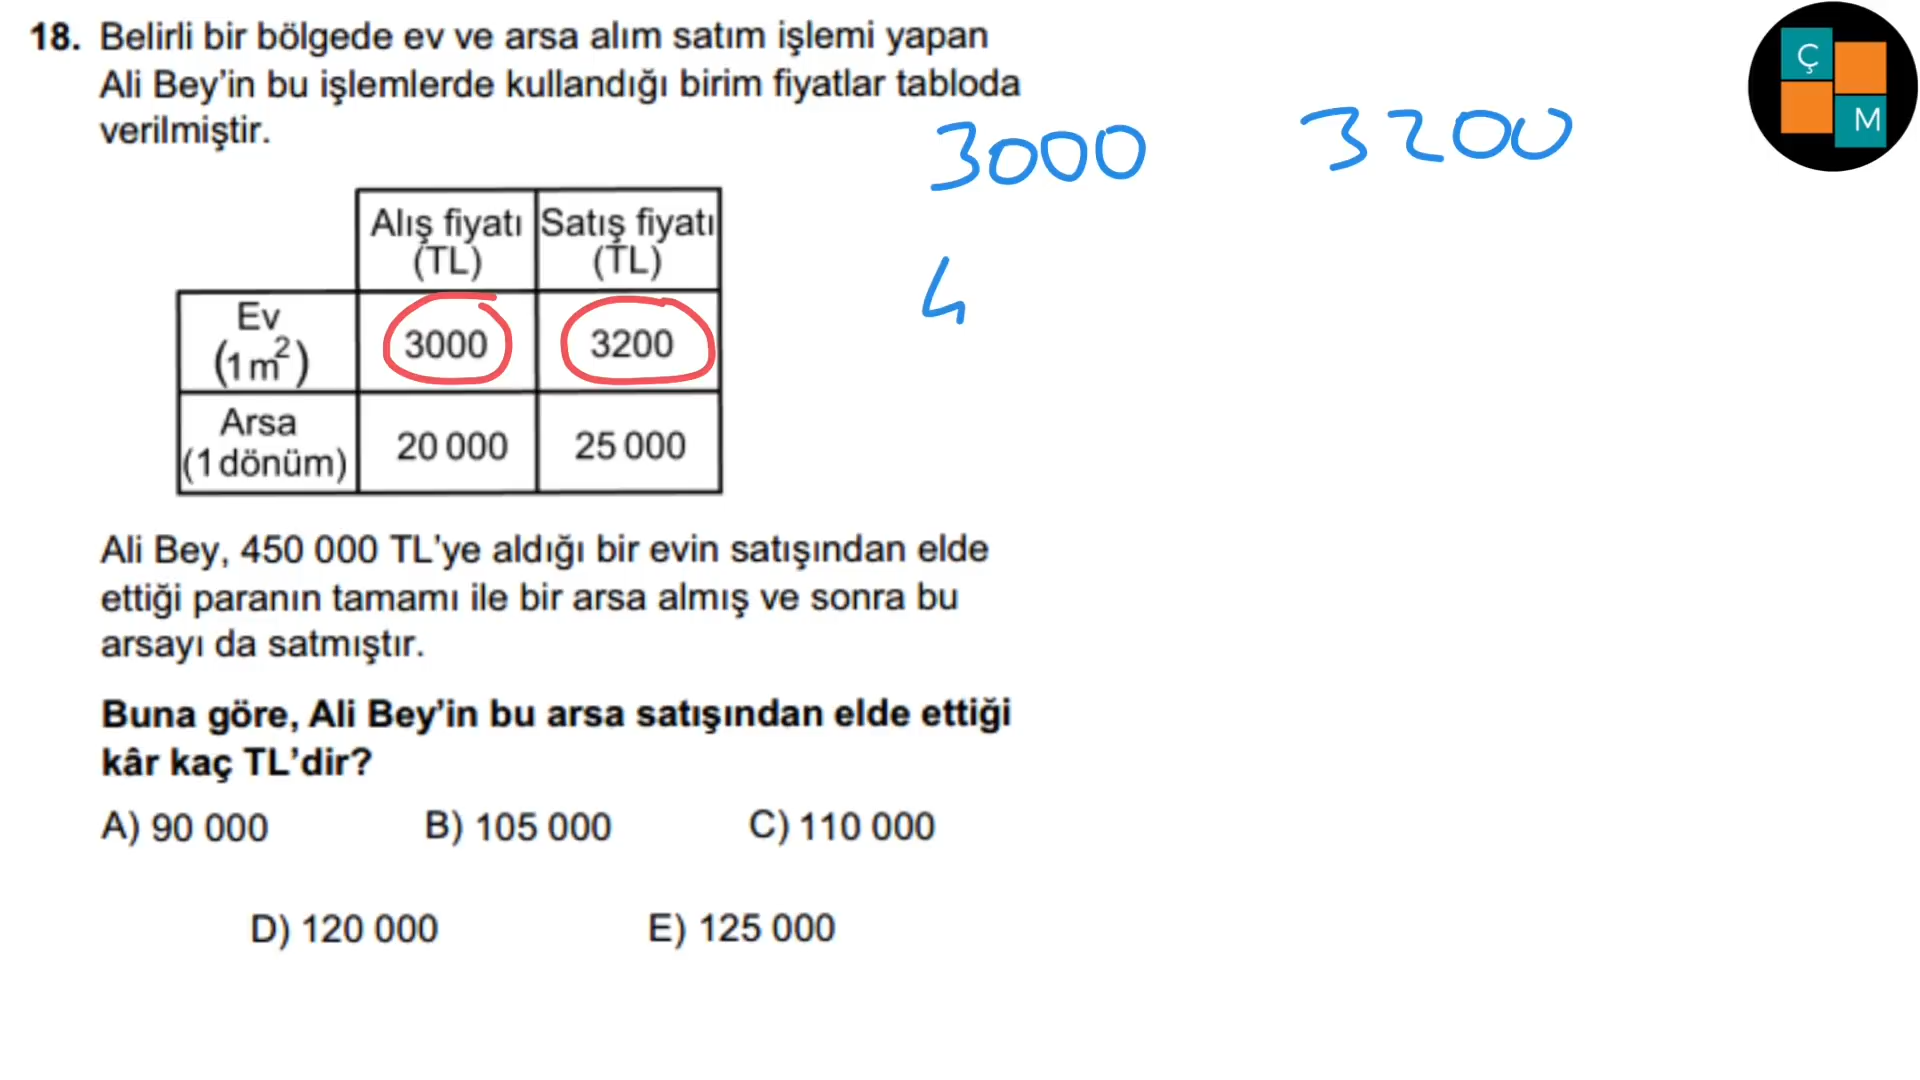 18. Belirli bir bölgede ev ve arsa alım satım işlemi yapan
Ali Bey'in bu işlemlerde kullandığı birim fiyatlar tabloda
verilmiştir.
3000 3200
Ç
M
Alış fiyatı (TL) Satış fiyatı (TL)
Ev (1 m²) 3000 3200
4
Arsa (1 dönüm) 20 000 25 000
Ali Bey, 450 000 TL'ye aldığı bir evin satışından elde
ettiği paranın tamamı ile bir arsa almış ve sonra bu
arsayı da satmıştır.
Buna göre, Ali Bey'in bu arsa satışından elde ettiği
kâr kaç TL'dir?
A) 90 000 B) 105 000 C) 110 000
D) 120 000 E) 125 000